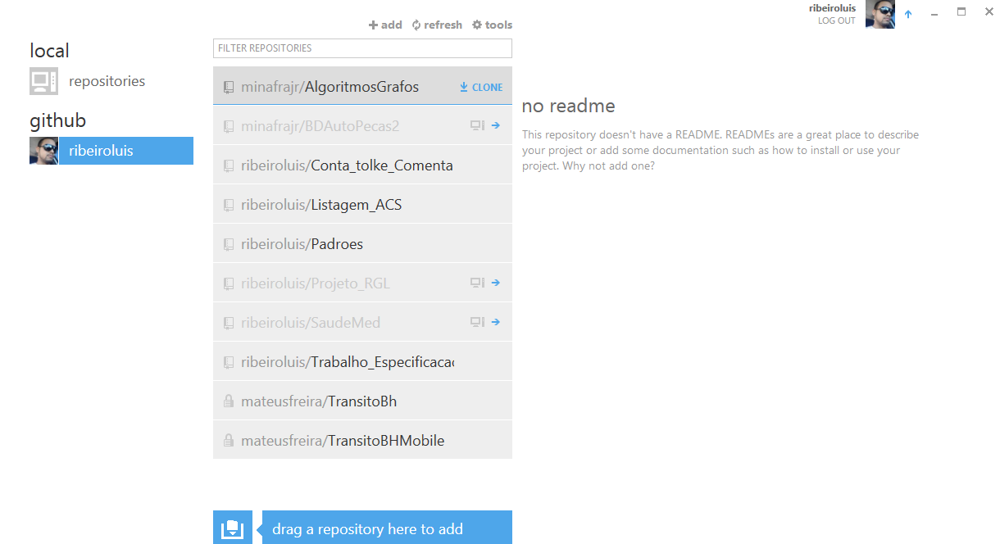 ribeiroluis
LOG OUT
add refresh tools
local
FILTER REPOSITORIES
repositories
github
ribeiroluis
minafrajr/AlgoritmosGrafos CLONE
minafrajr/BDAutoPecas2
ribeiroluis/Conta_tolke_Comenta
ribeiroluis/Listagem_ACS
ribeiroluis/Padroes
ribeiroluis/Projeto_RGL
ribeiroluis/SaudeMed
ribeiroluis/Trabalho_Especificacao
mateusfreira/TransitoBh
mateusfreira/TransitoBHMobile
drag a repository here to add
no readme
This repository doesn't have a README. READMEs are a great place to describe
your project or add some documentation such as how to install or use your
project. Why not add one?